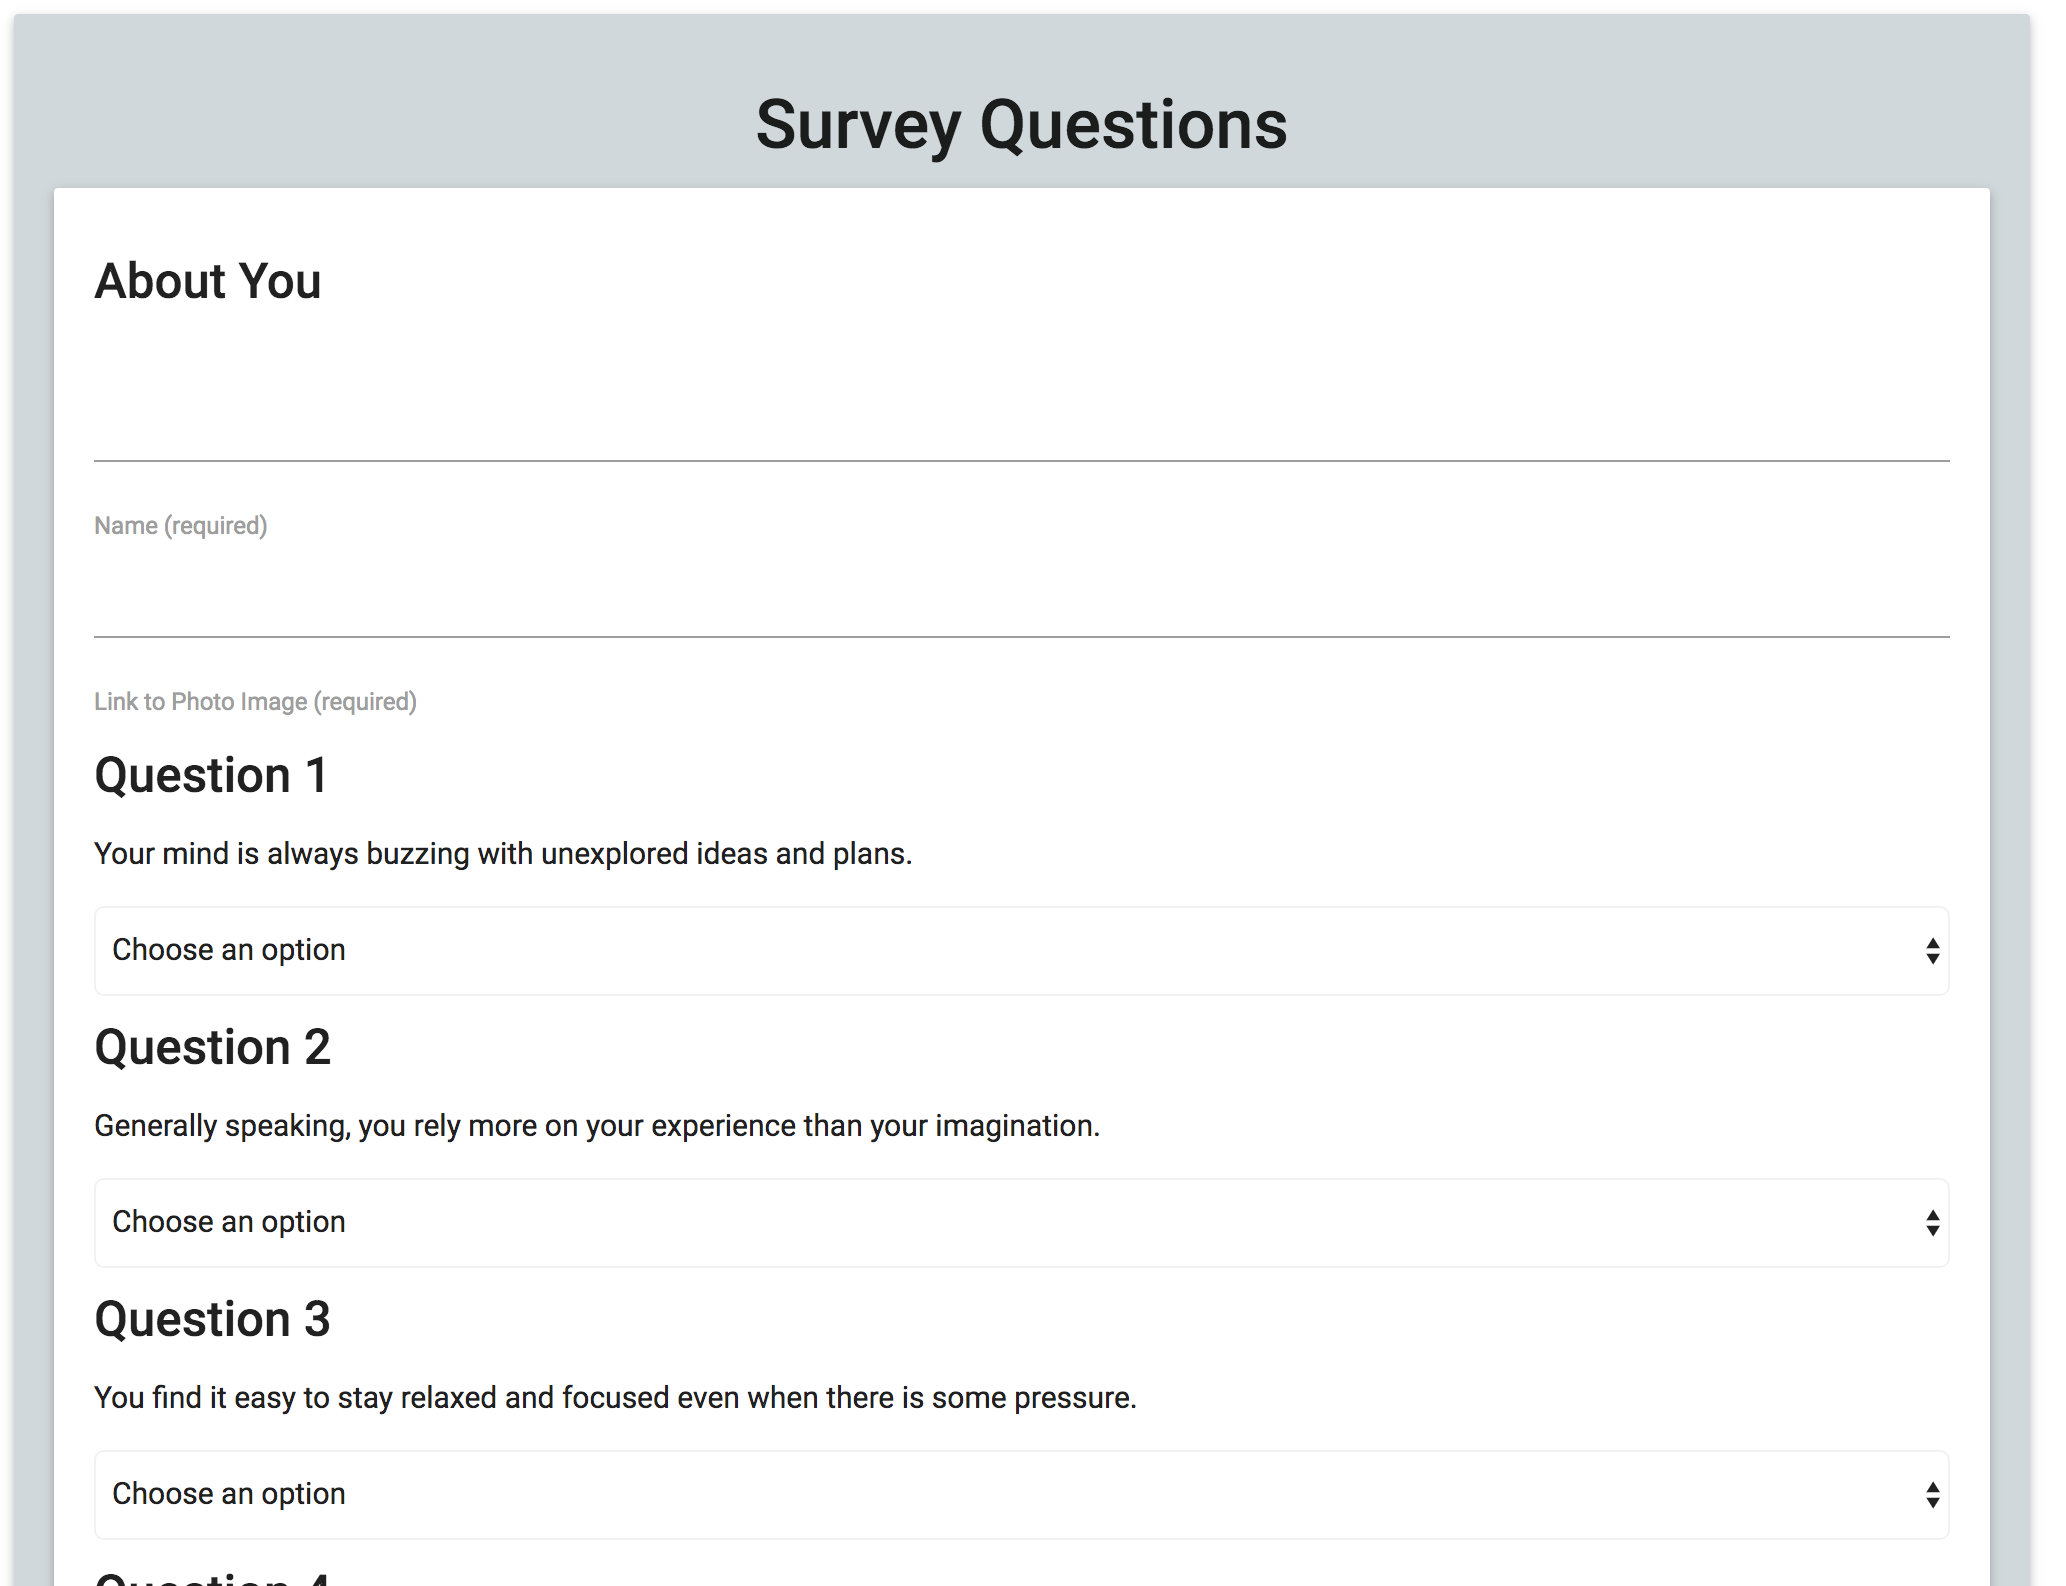 Survey Questions
About You
Name (required)
Link to Photo Image (required)
Question 1
Your mind is always buzzing with unexplored ideas and plans.
Choose an option
Question 2
Generally speaking, you rely more on your experience than your imagination.
Choose an option
Question 3
You find it easy to stay relaxed and focused even when there is some pressure.
Choose an option
Question 4